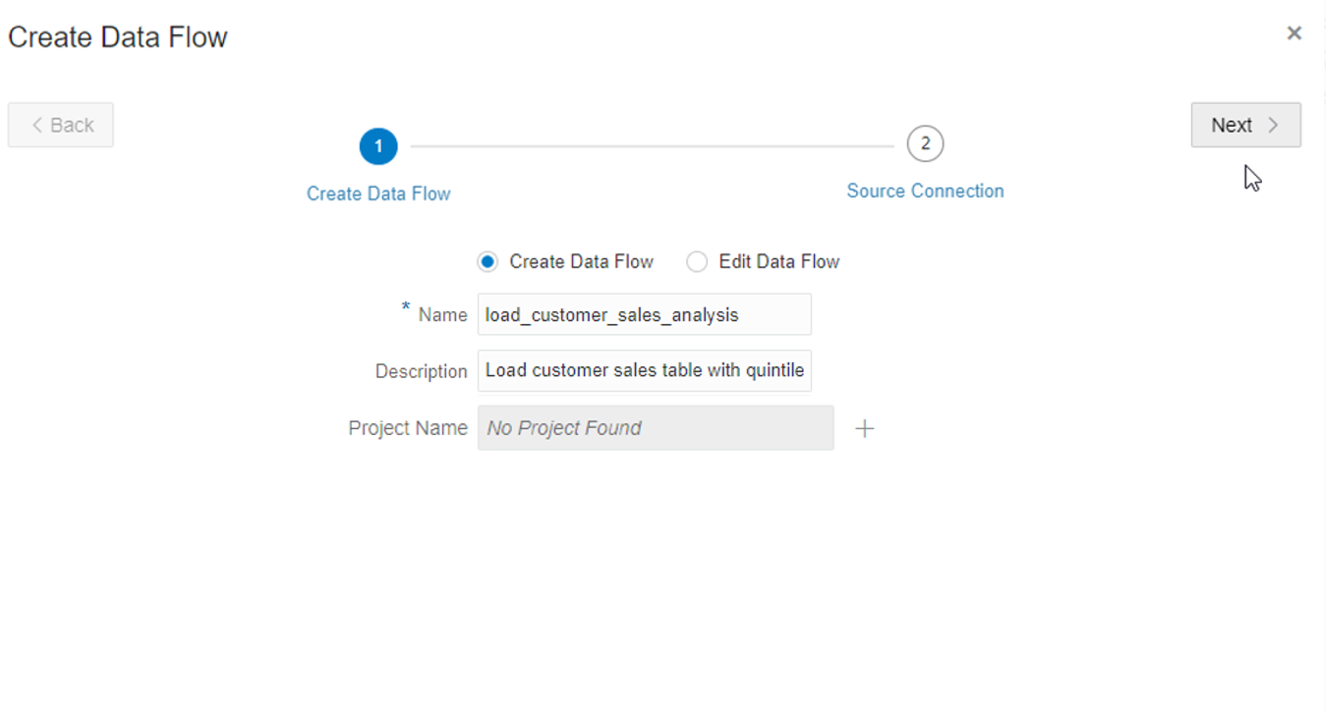 Create Data Flow
×
< Back
Next >
1
2
Create Data Flow
Source Connection
Create Data Flow
Edit Data Flow
* Name
load_customer_sales_analysis
Description
Load customer sales table with quintile
Project Name
No Project Found
+